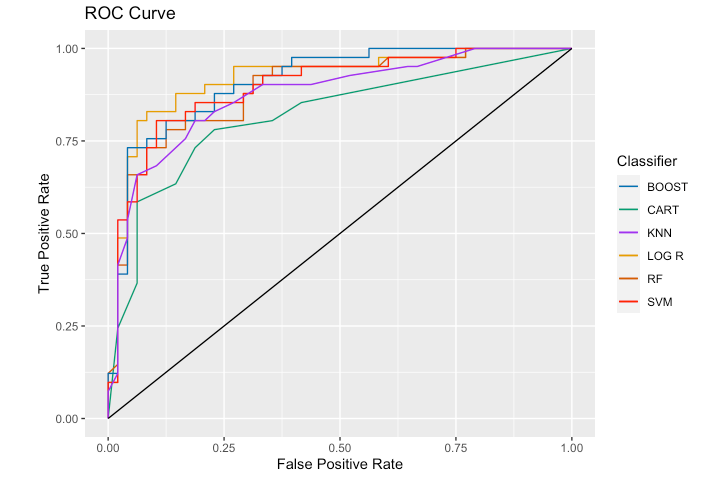 ROC Curve
True Positive Rate
1.00
0.75
0.50
0.25
0.00
0.00 0.25 0.50 0.75 1.00
False Positive Rate
Classifier
BOOST
CART
KNN
LOG R
RF
SVM